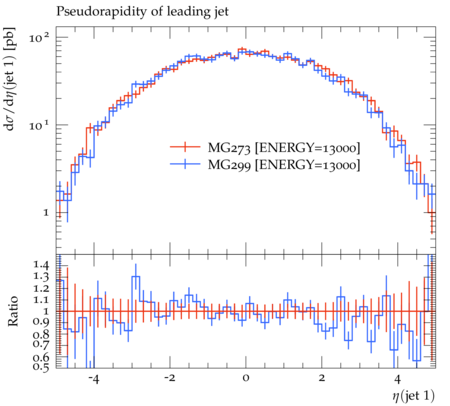 Pseudorapidity of leading jet
dσ/dη(jet 1) [pb]
10²
10¹
1
MG273 [ENERGY=13000]
MG299 [ENERGY=13000]
Ratio
1.4
1.3
1.2
1.1
1
0.9
0.8
0.7
0.6
0.5
-4 -2 0 2 4
η(jet 1)